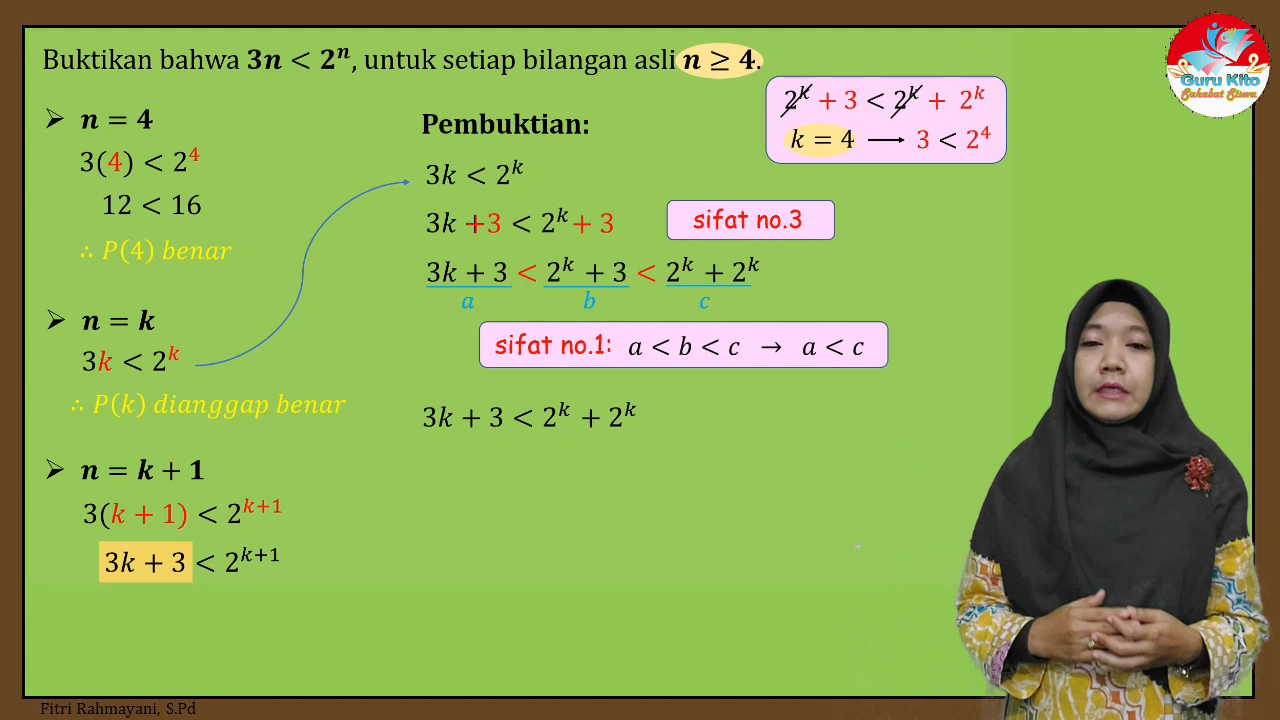 Buktikan bahwa 3n < 2ⁿ, untuk setiap bilangan asli n ≥ 4.
Guru Kito
Sahabat Siswa
➢ n = 4
3(4) < 2⁴
12 < 16
∴ P(4) benar
➢ n = k
3k < 2ᵏ
∴ P(k) dianggap benar
➢ n = k + 1
3(k + 1) < 2ᵏ⁺¹
3k + 3 < 2ᵏ⁺¹
Pembuktian:
3k < 2ᵏ
3k + 3 < 2ᵏ + 3
sifat no.3
3k + 3 < 2ᵏ + 3 < 2ᵏ + 2ᵏ
a b c
sifat no.1: a < b < c → a < c
3k + 3 < 2ᵏ + 2ᵏ
2ᵏ + 3 < 2ᵏ + 2ᵏ
k = 4 ⟶ 3 < 2⁴
Fitri Rahmayani, S.Pd